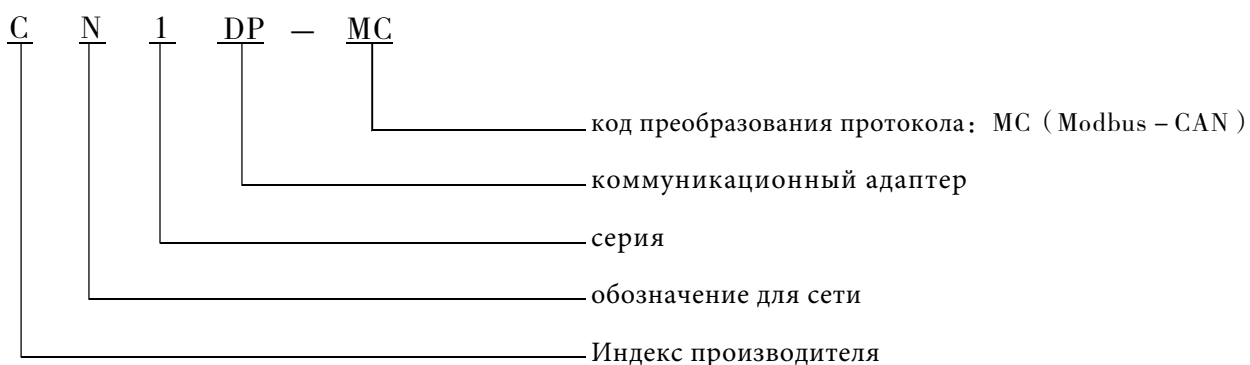 C N 1 DP – MC
код преобразования протокола: MC (Modbus – CAN)
коммуникационный адаптер
серия
обозначение для сети
Индекс производителя